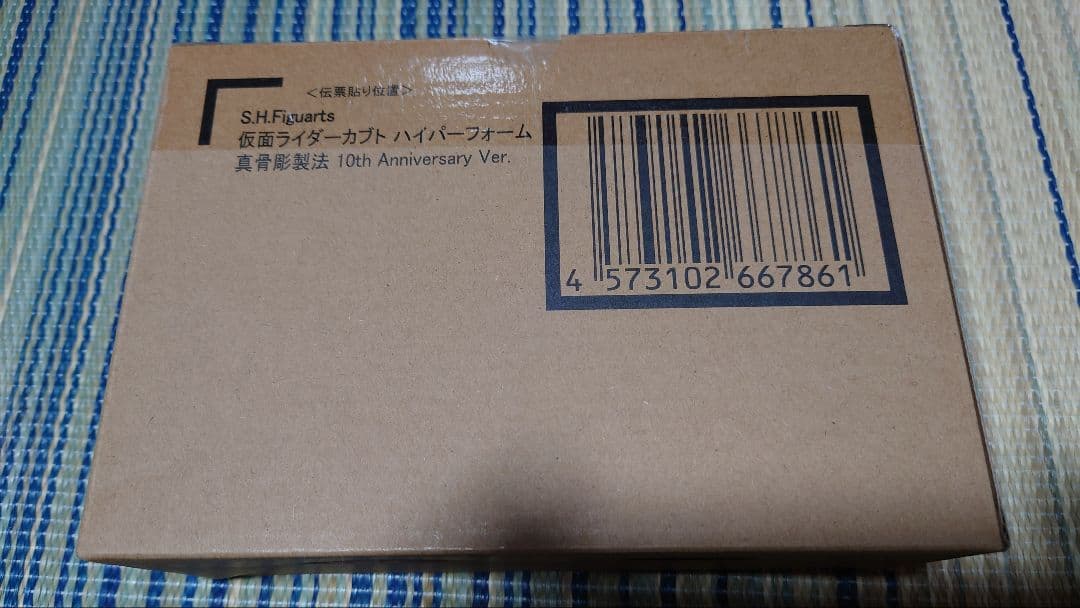 ＜伝票貼り位置＞
S.H.Figuarts
仮面ライダーカブト ハイパーフォーム
真骨彫製法 10th Anniversary Ver.
4 573102 667861